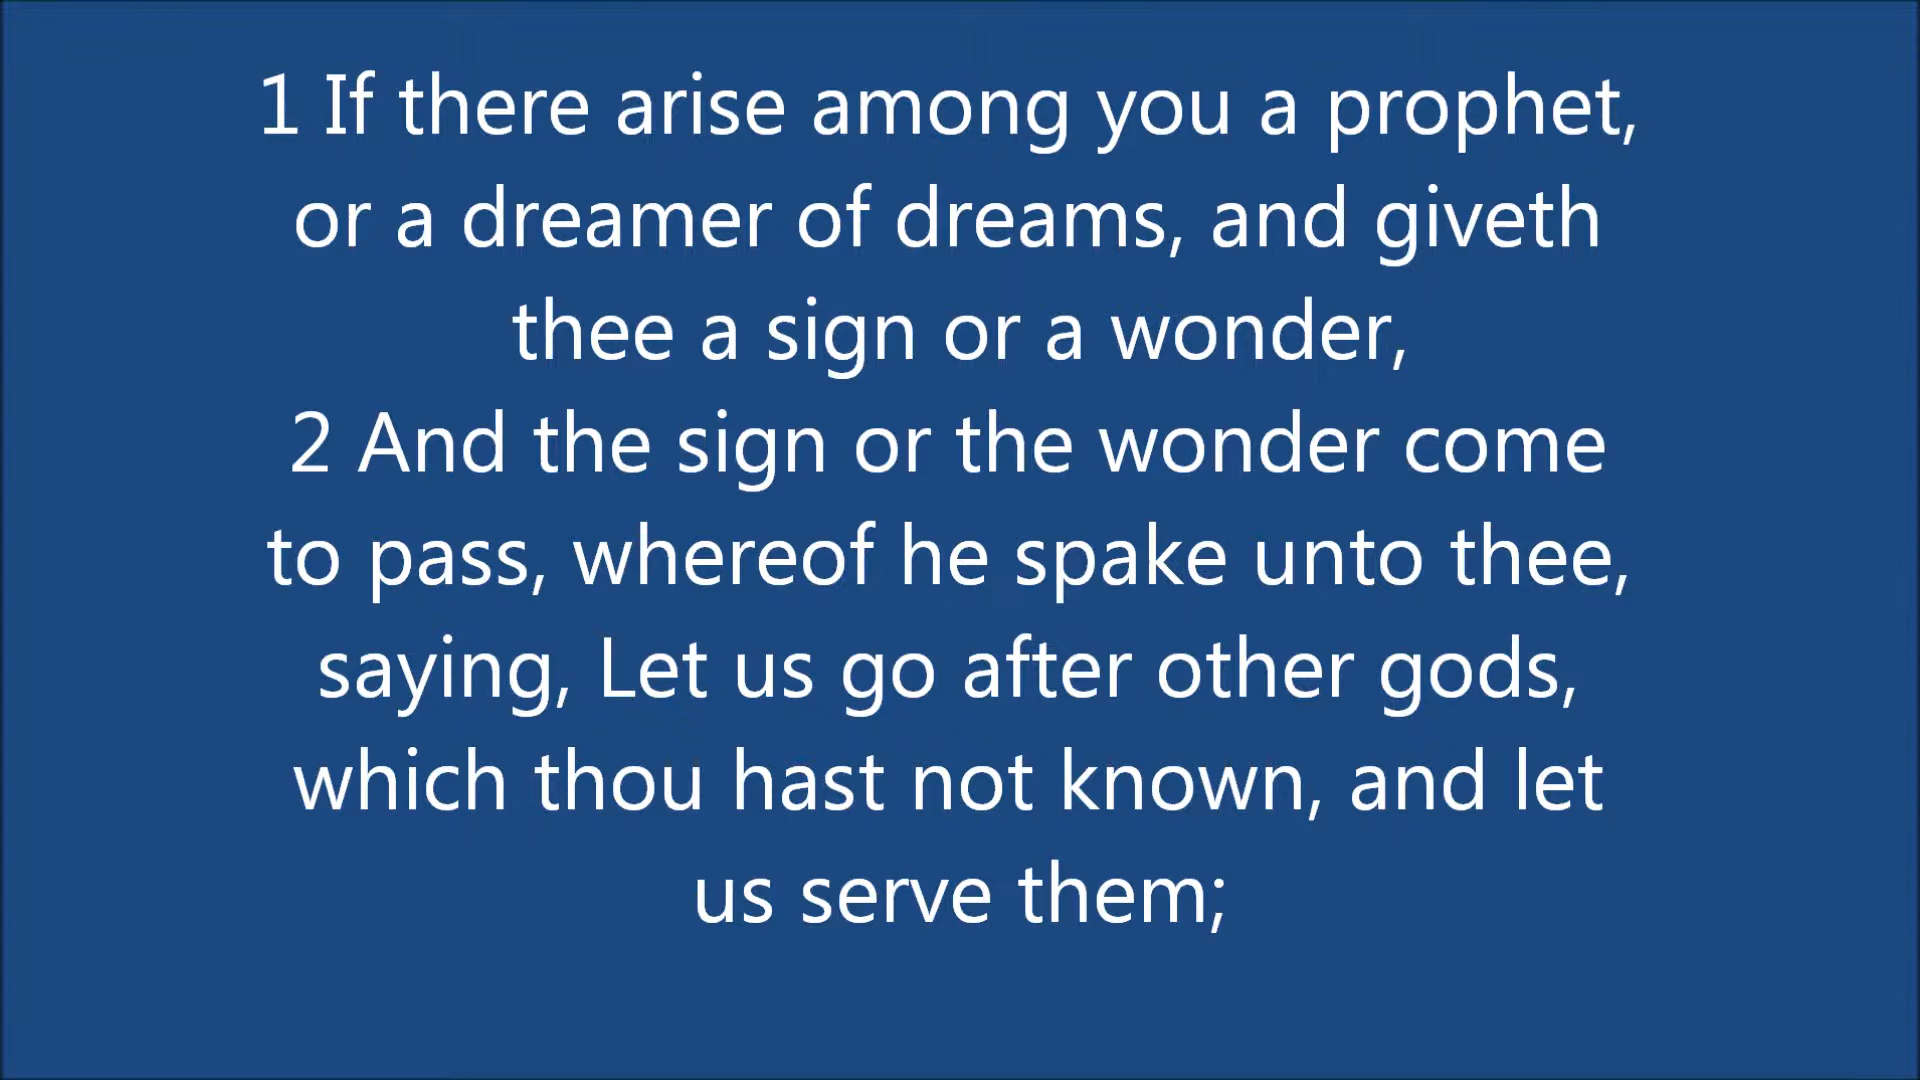 1 If there arise among you a prophet,
or a dreamer of dreams, and giveth
thee a sign or a wonder,
2 And the sign or the wonder come
to pass, whereof he spake unto thee,
saying, Let us go after other gods,
which thou hast not known, and let
us serve them;